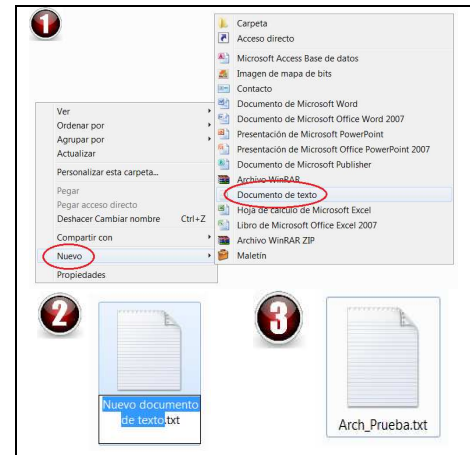 1
Carpeta
Acceso directo
Microsoft Access Base de datos
Imagen de mapa de bits
Contacto
Documento de Microsoft Word
Documento de Microsoft Office Word 2007
Presentación de Microsoft PowerPoint
Presentación de Microsoft Office PowerPoint 2007
Documento de Microsoft Publisher
Archivo WinRAR
Documento de texto
Hoja de cálculo de Microsoft Excel
Libro de Microsoft Office Excel 2007
Archivo WinRAR ZIP
Maletín
Ver
Ordenar por
Agrupar por
Actualizar
Personalizar esta carpeta...
Pegar
Pegar acceso directo
Deshacer Cambiar nombre Ctrl+Z
Compartir con
Nuevo
Propiedades
2
Nuevo documento
de texto.txt
3
Arch_Prueba.txt